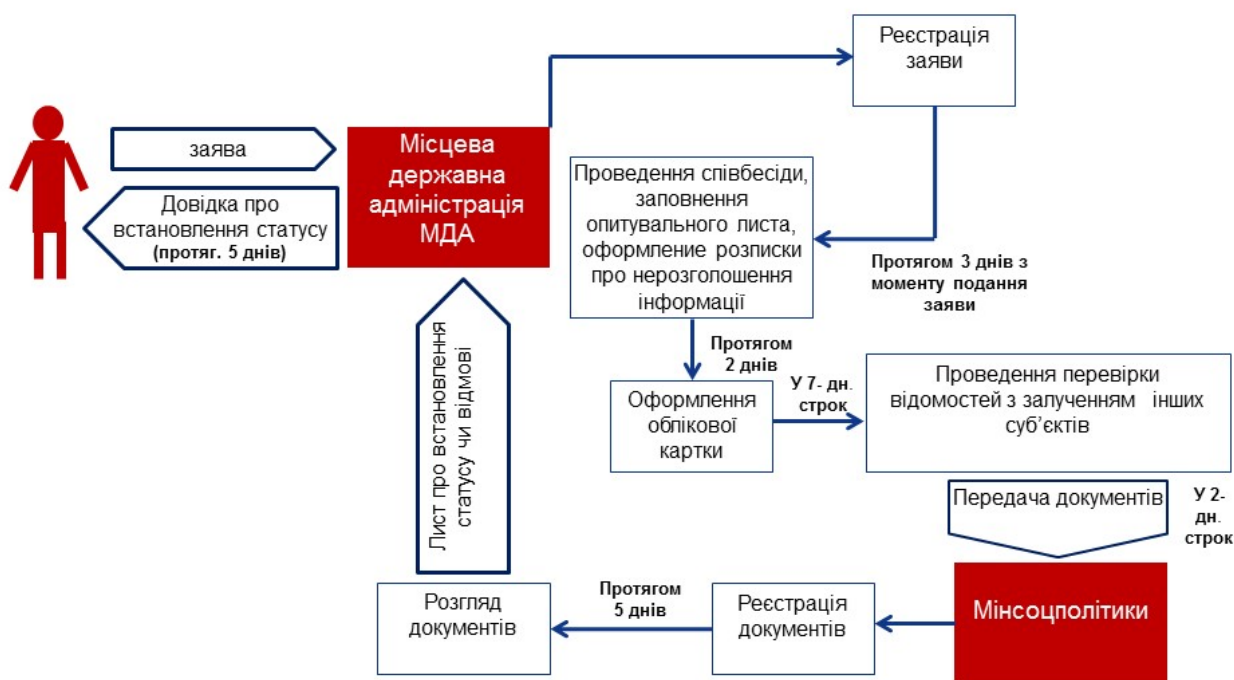 Реєстрація
заяви
заява
Місцева
державна
адміністрація
МДА
Довідка про
встановлення статусу
(протяг. 5 днів)
Проведення співбесіди,
заповнення
опитувального листа,
оформление розписки
про нерозголошення
інформації
Протягом 3 днів з
моменту подання
заяви
Протягом
2 днів
Оформлення
облікової
картки
У 7- дн.
строк
Проведення перевірки
відомостей з залученням інших
суб’єктів
Передача документів
У 2-
дн.
строк
Мінсоцполітики
Реєстрація
документів
Протягом
5 днів
Розгляд
документів
Лист про встановлення
статусу чи відмові